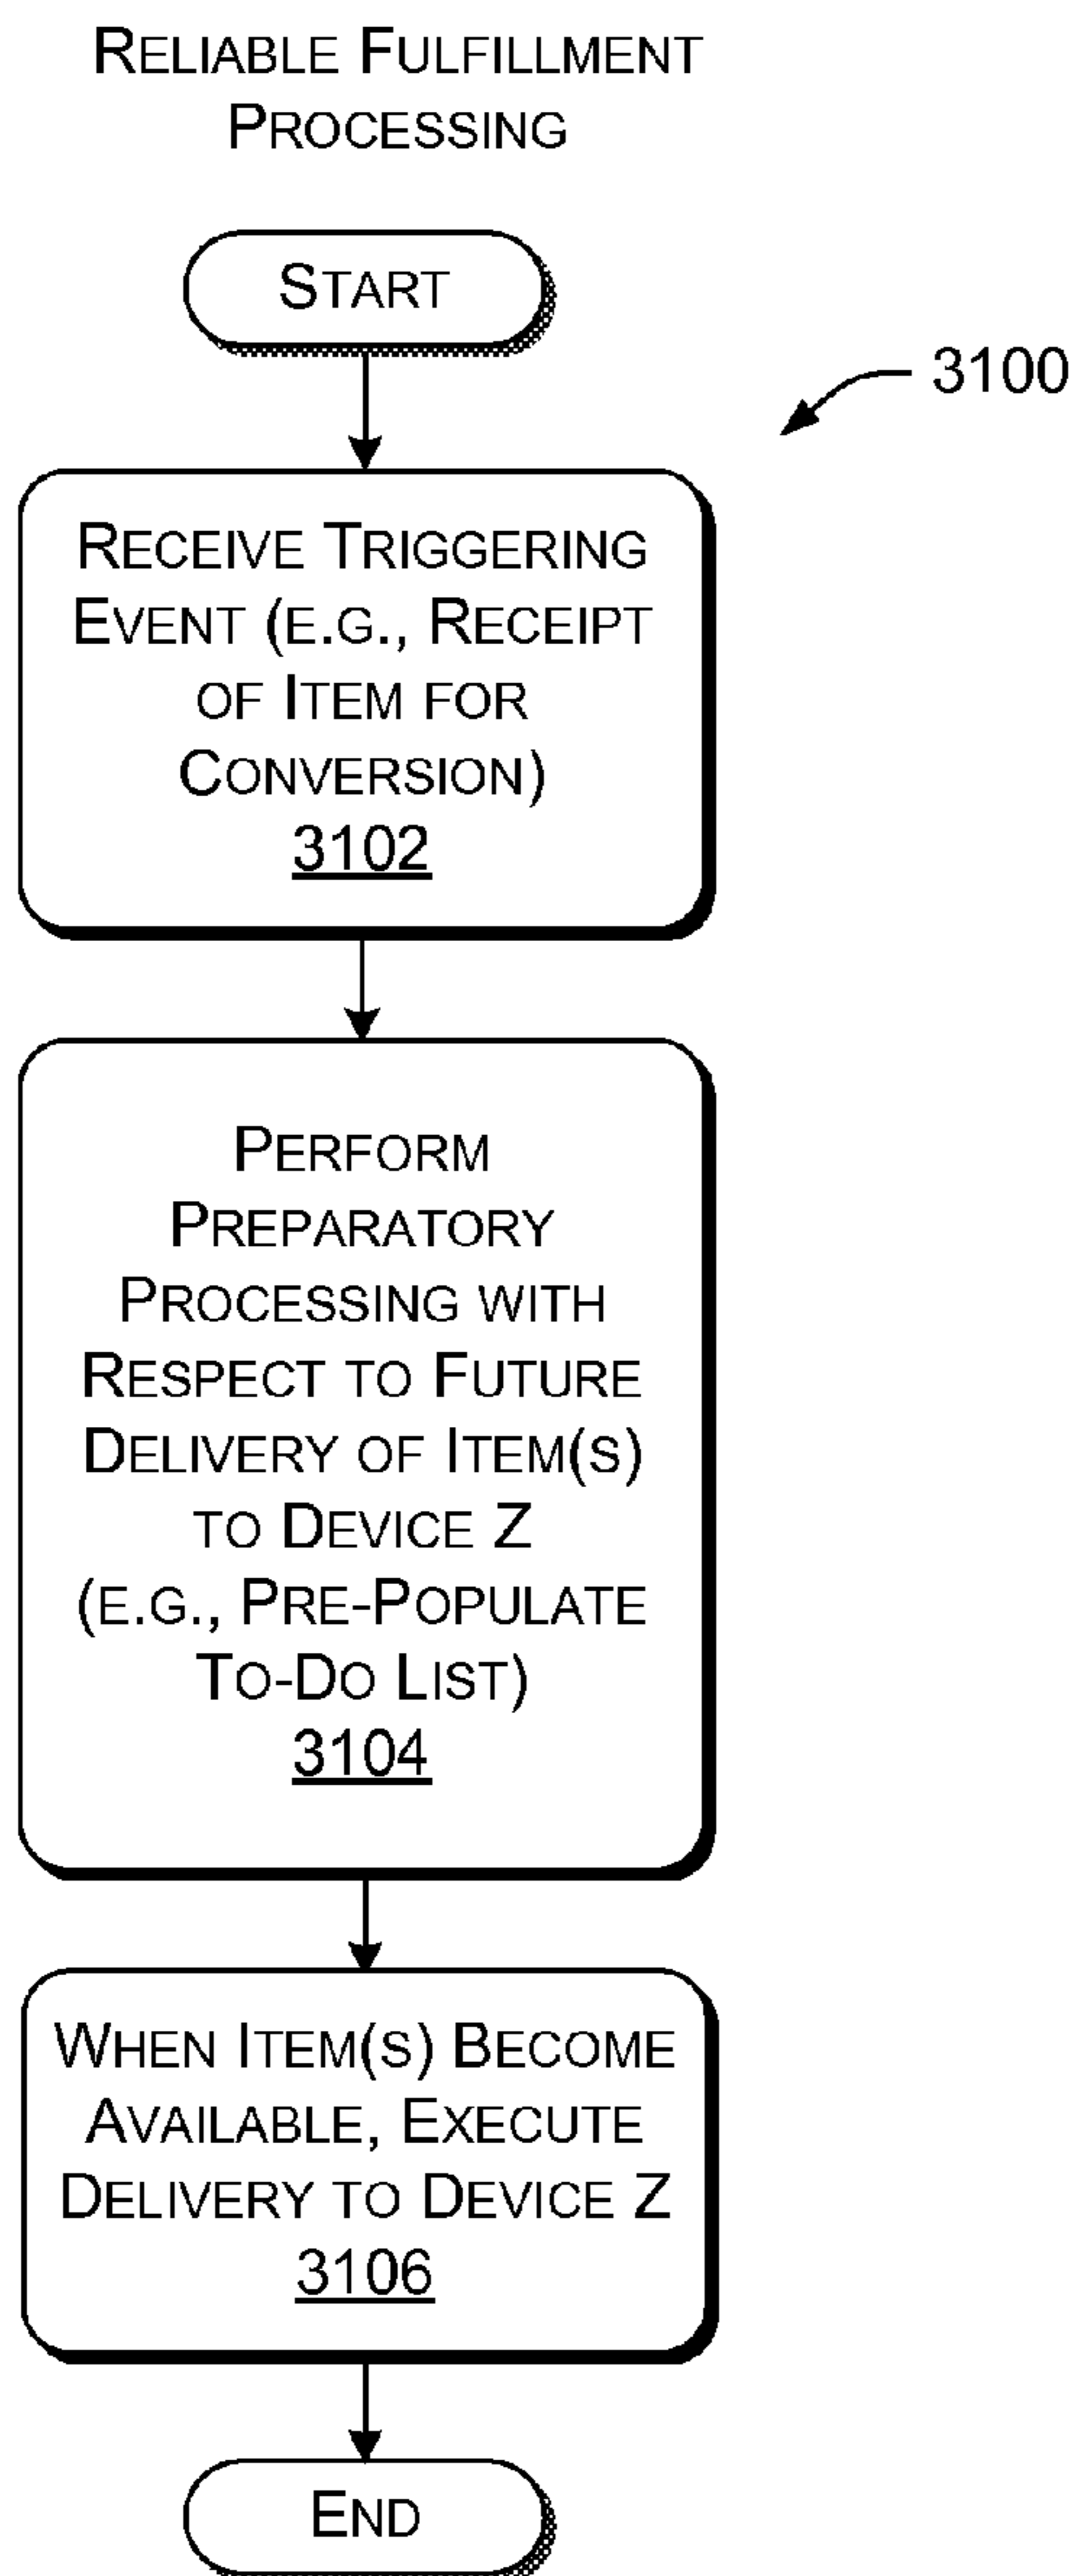 RELIABLE FULFILLMENT
PROCESSING
START
3100
RECEIVE TRIGGERING
EVENT (E.G., RECEIPT
OF ITEM FOR
CONVERSION)
3102
PERFORM
PREPARATORY
PROCESSING WITH
RESPECT TO FUTURE
DELIVERY OF ITEM(S)
TO DEVICE Z
(E.G., PRE-POPULATE
TO-DO LIST)
3104
WHEN ITEM(S) BECOME
AVAILABLE, EXECUTE
DELIVERY TO DEVICE Z
3106
END